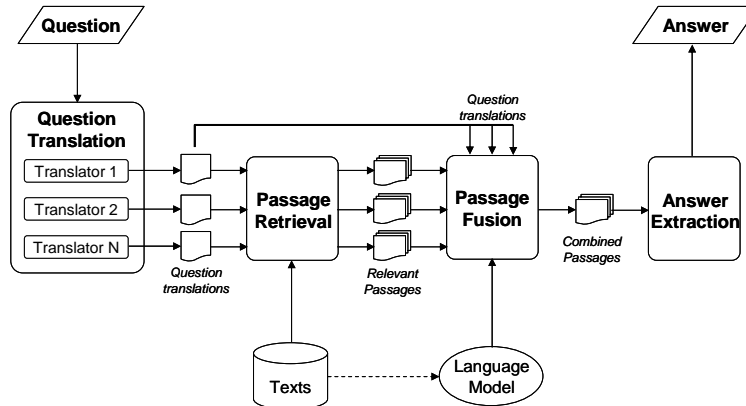 Question
Answer
Question
translations
Question
Translation
Translator 1
Translator 2
Translator N
Passage
Retrieval
Passage
Fusion
Answer
Extraction
Question
translations
Relevant
Passages
Combined
Passages
Texts
Language
Model